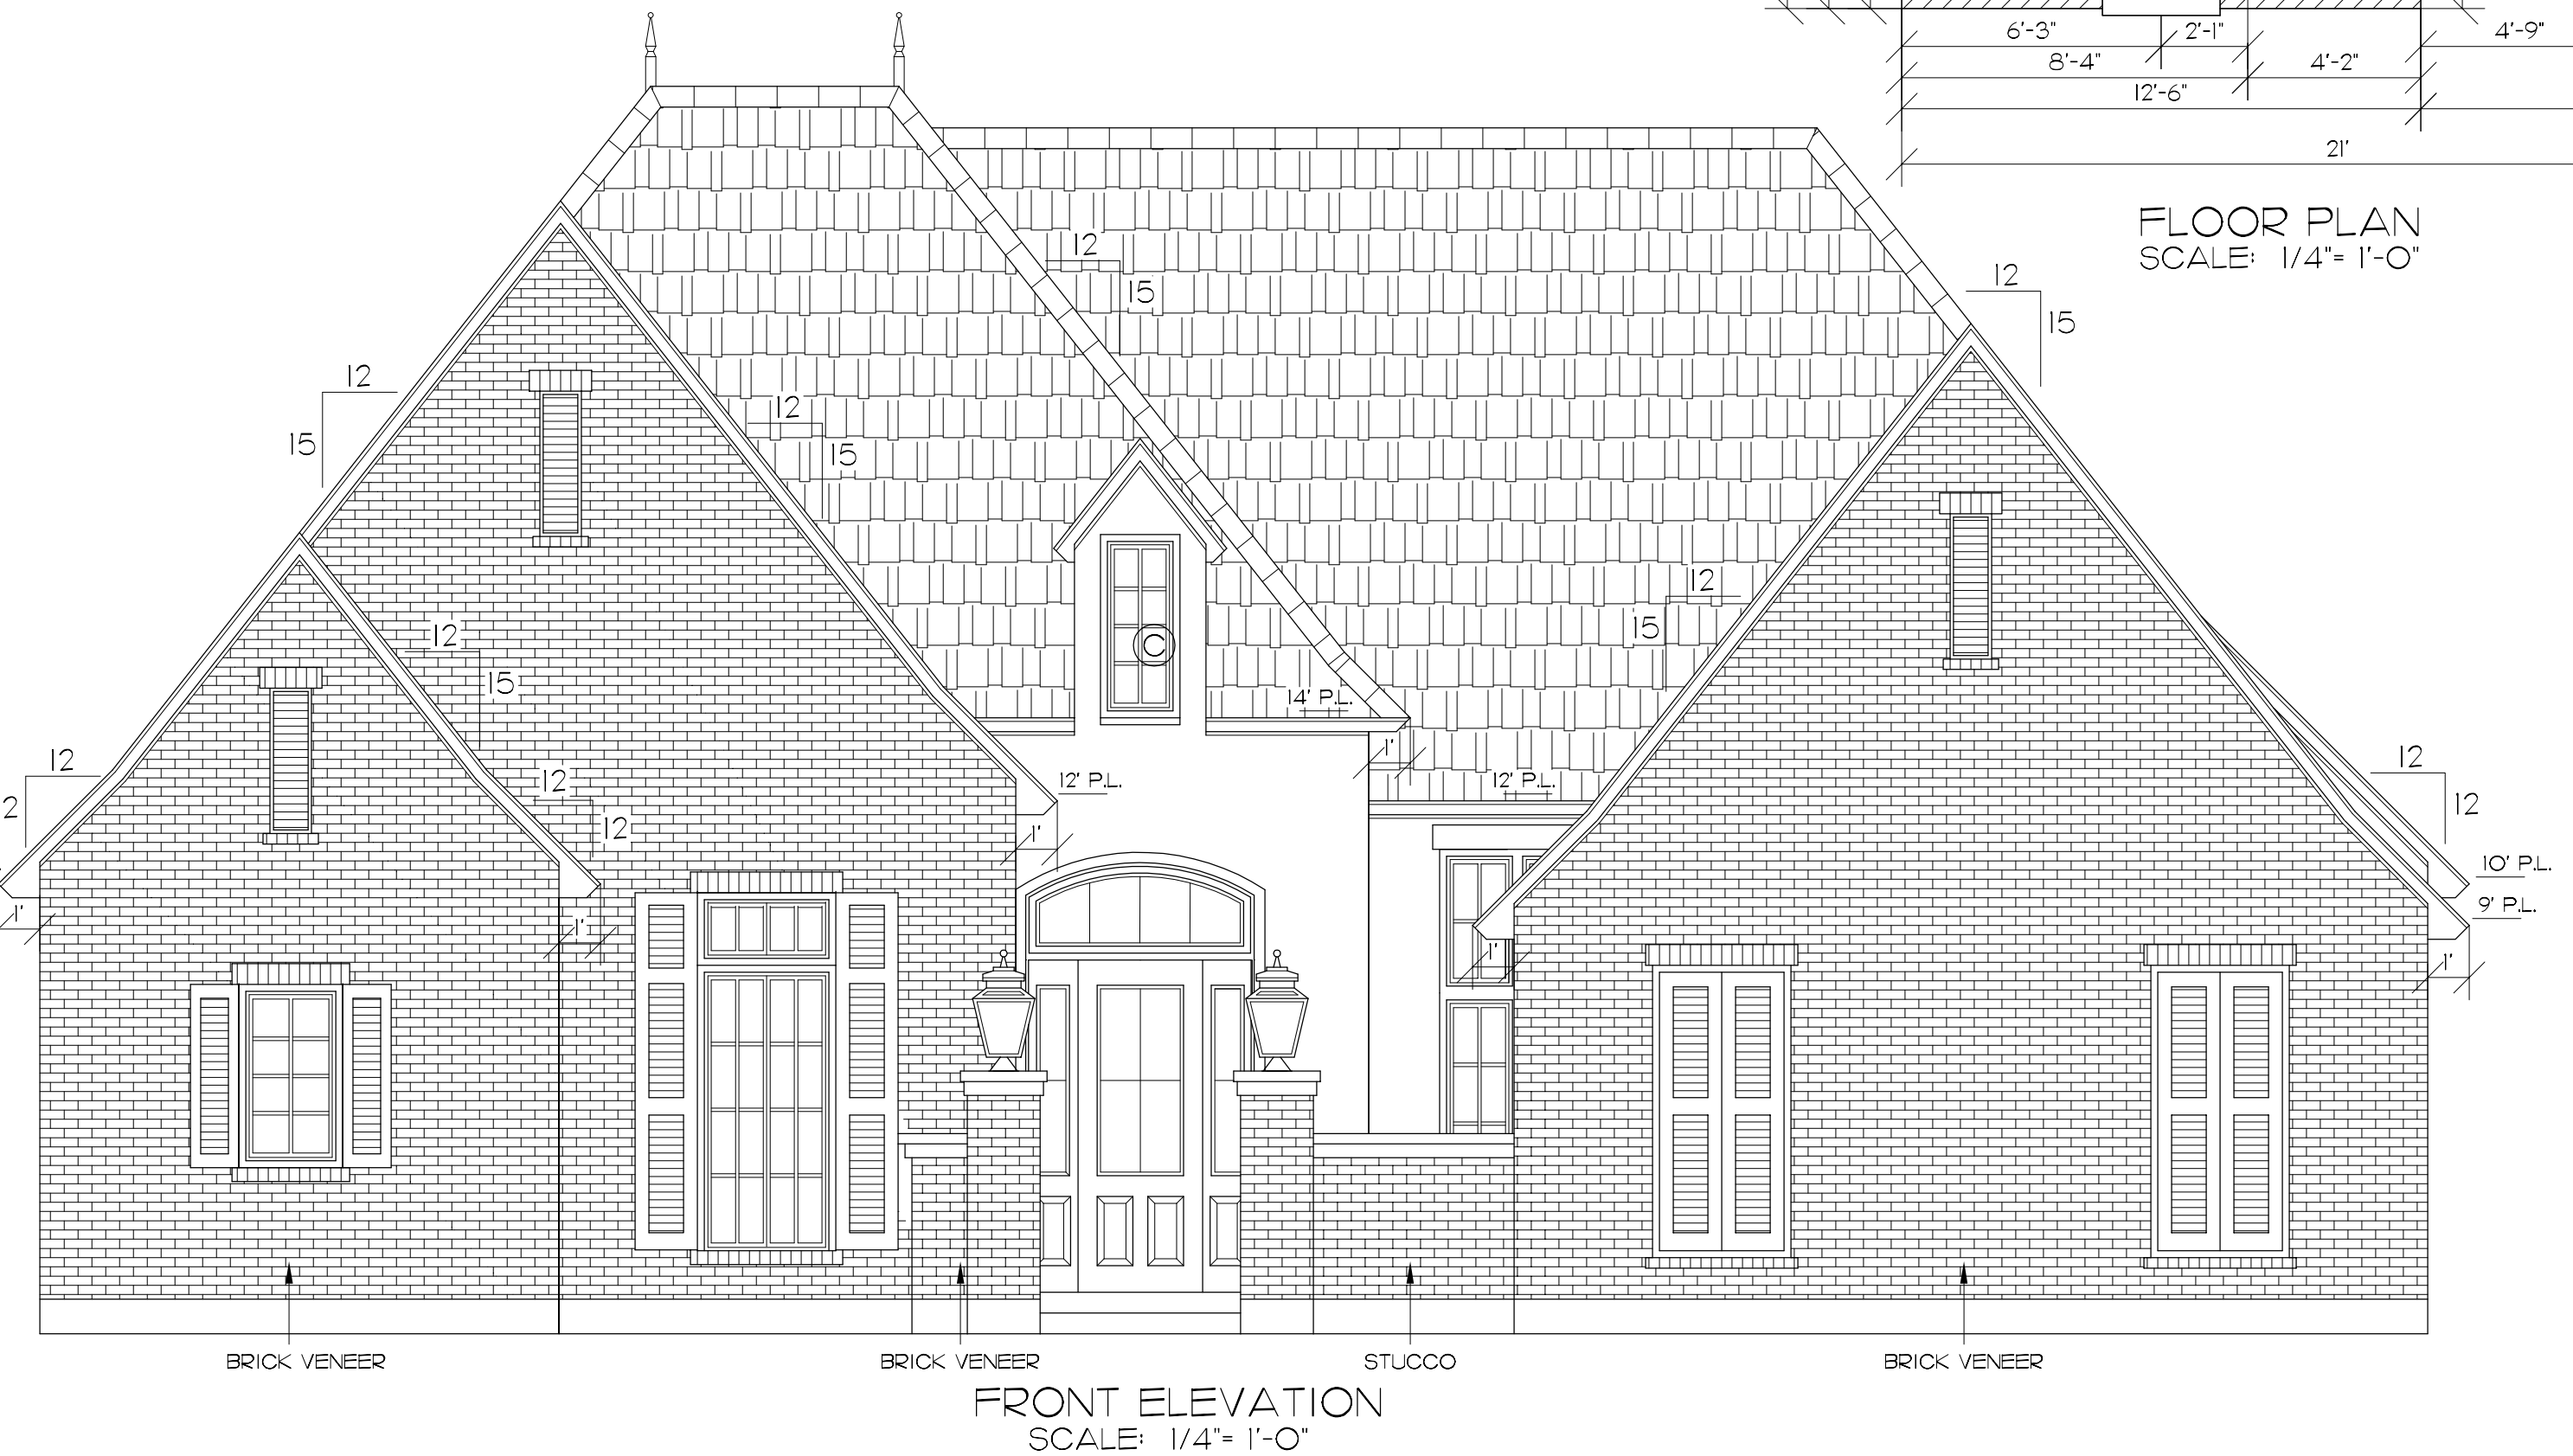 6'-3"
2'-1"
4'-9"
8'-4"
4'-2"
12'-6"
21'
FLOOR PLAN
SCALE: 1/4"= 1'-0"
12
15
12
15
12
15
12
15
12
15
12
15
14' P.L.
1'
12
2
12
12
12' P.L.
12' P.L.
12
12
1'
10' P.L.
9' P.L.
C
1'
1'
1'
1'
BRICK VENEER
BRICK VENEER
STUCCO
BRICK VENEER
FRONT ELEVATION
SCALE: 1/4"= 1'-0"